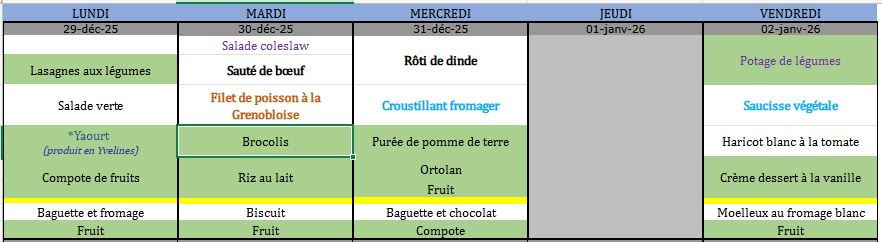 LUNDI MARDI MERCREDI JEUDI VENDREDI
29-déc-25 30-déc-25 31-déc-25 01-janv-26 02-janv-26
Salade coleslaw
Lasagnes aux légumes Sauté de bœuf Rôti de dinde Potage de légumes
Salade verte Filet de poisson à la Grenobloise Croustillant fromager Saucisse végétale
*Yaourt
(produit en Yvelines) Brocolis Purée de pomme de terre Haricot blanc à la tomate
Compote de fruits Riz au lait Ortolan Crème dessert à la vanille
Fruit
Baguette et fromage Biscuit Baguette et chocolat Moelleux au fromage blanc
Fruit Fruit Compote Fruit